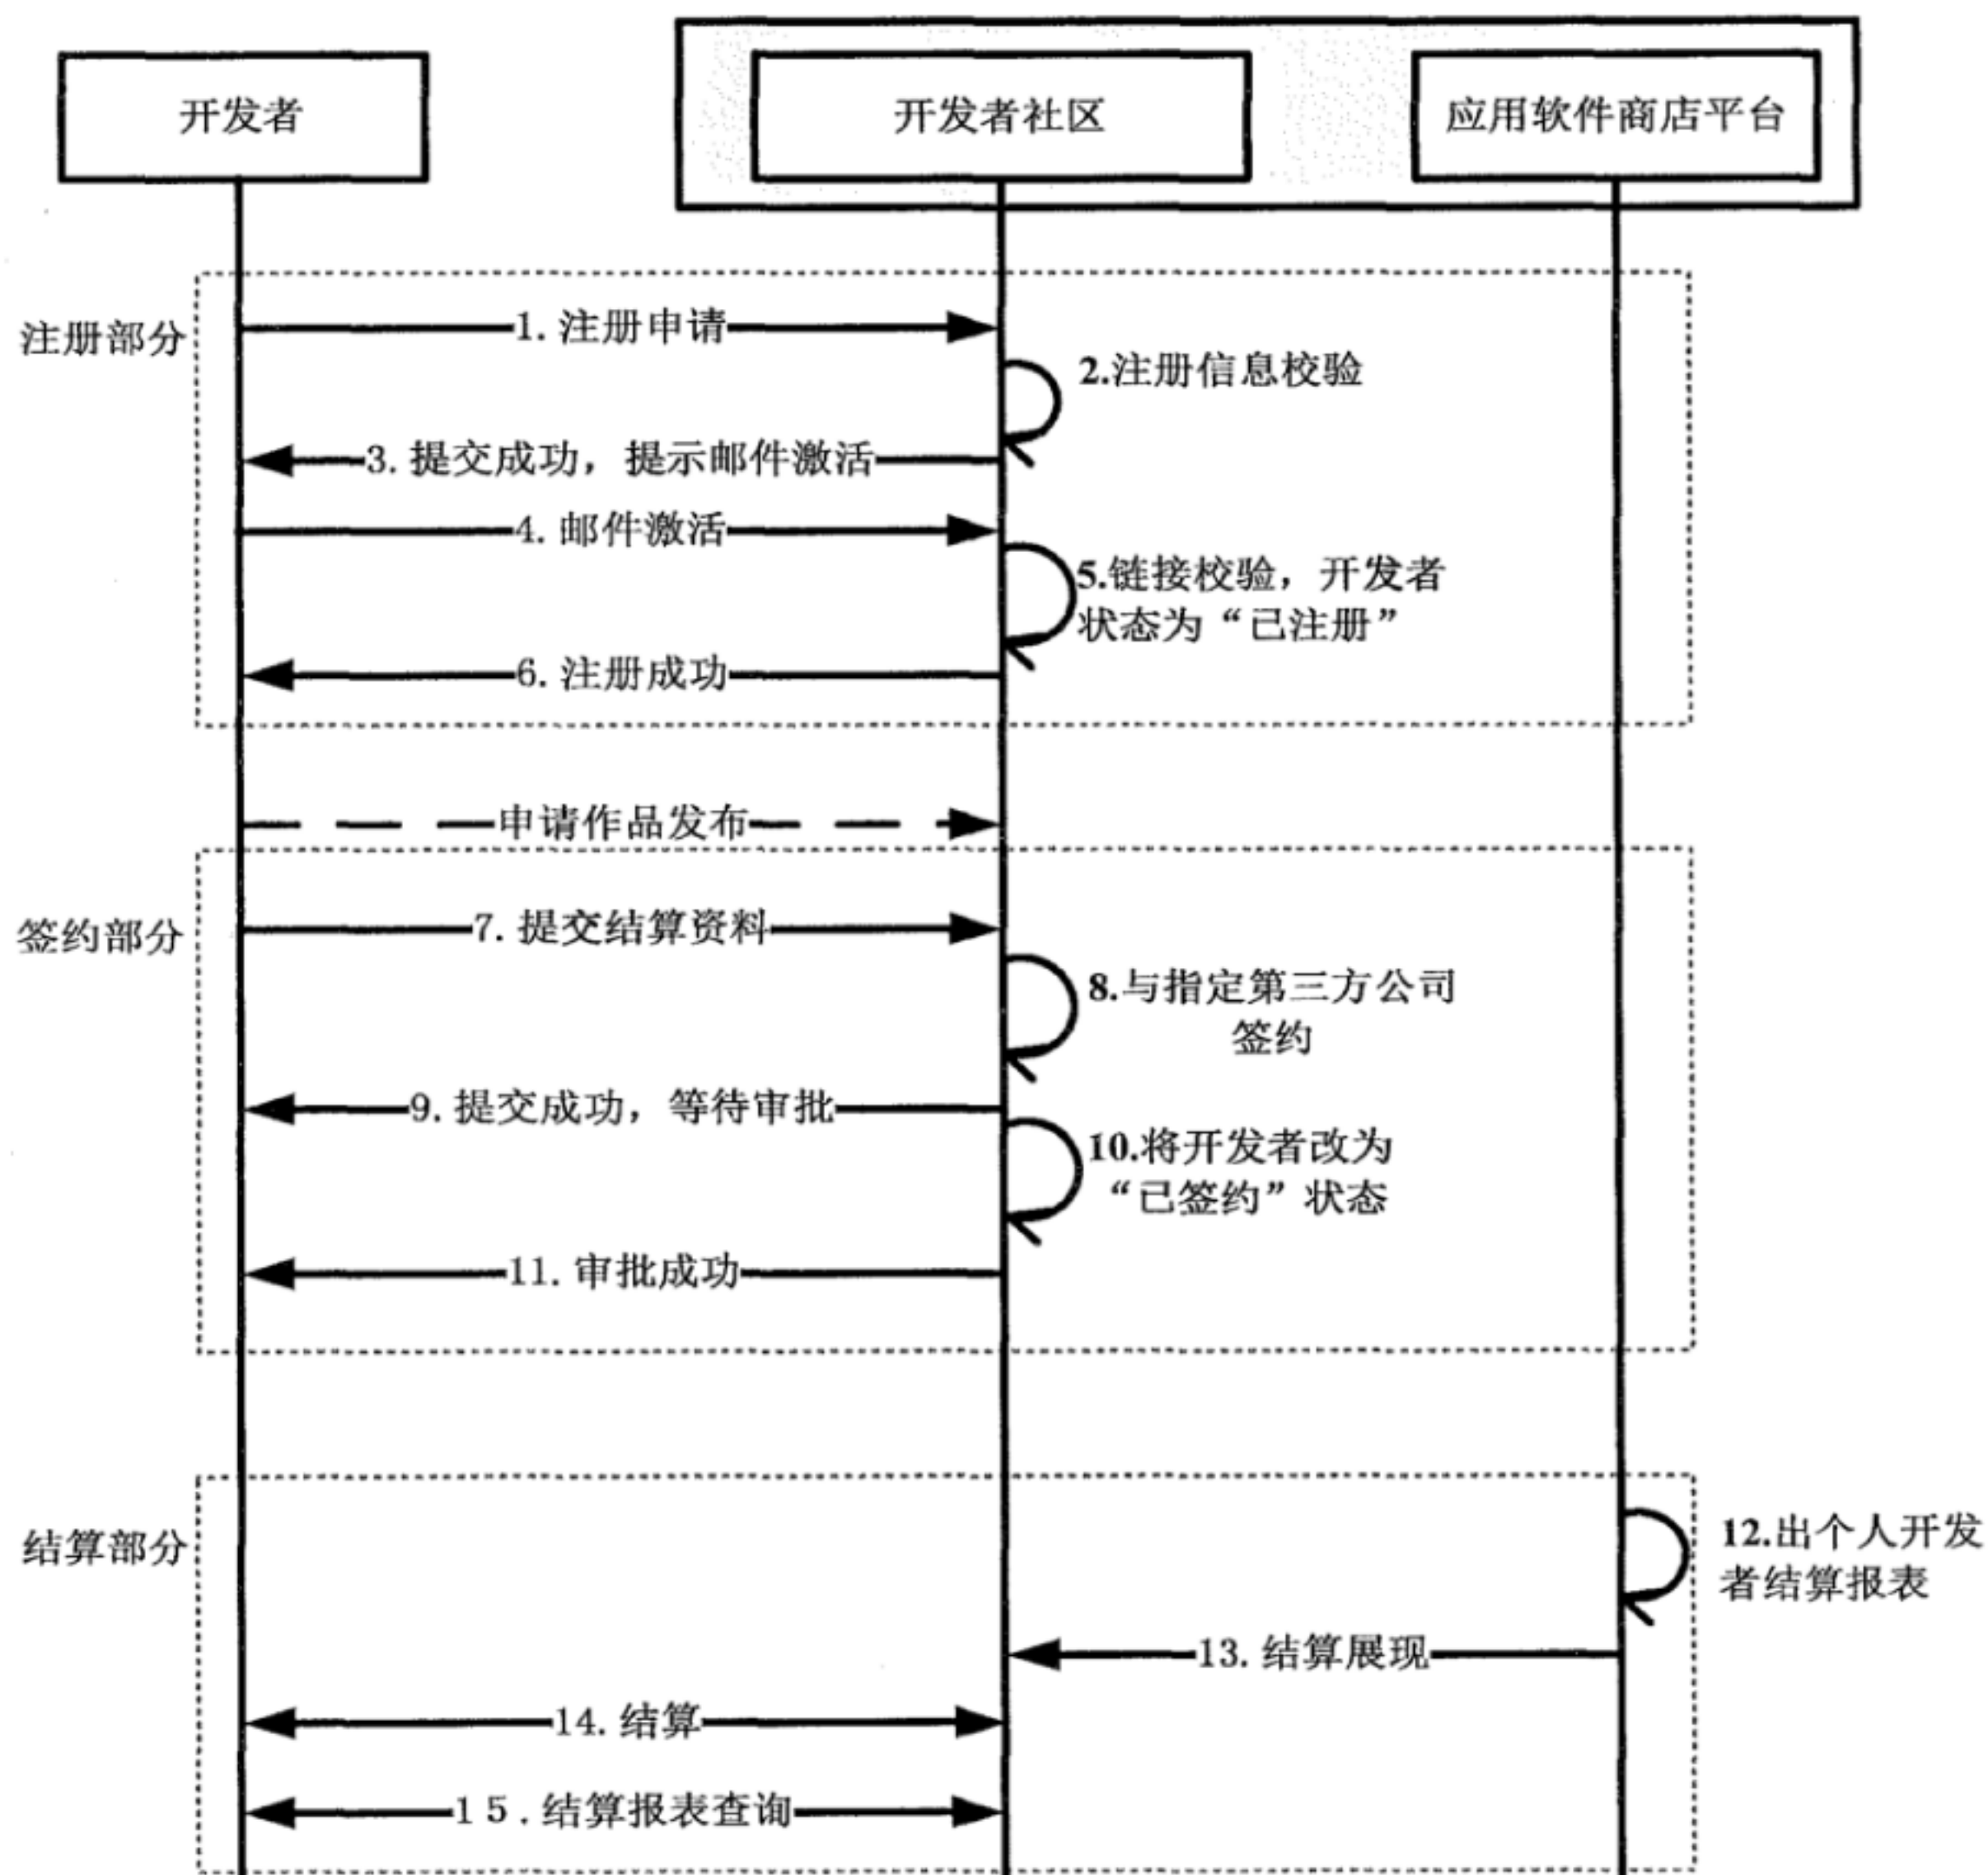 开发者
开发者社区
应用软件商店平台
注册部分
1. 注册申请
2.注册信息校验
3. 提交成功，提示邮件激活
4. 邮件激活
5.链接校验，开发者
状态为“已注册”
6. 注册成功
申请作品发布
签约部分
7. 提交结算资料
8.与指定第三方公司
签约
9. 提交成功，等待审批
10.将开发者改为
“已签约”状态
11. 审批成功
结算部分
12.出个人开发
者结算报表
13. 结算展现
14. 结算
15.结算报表查询